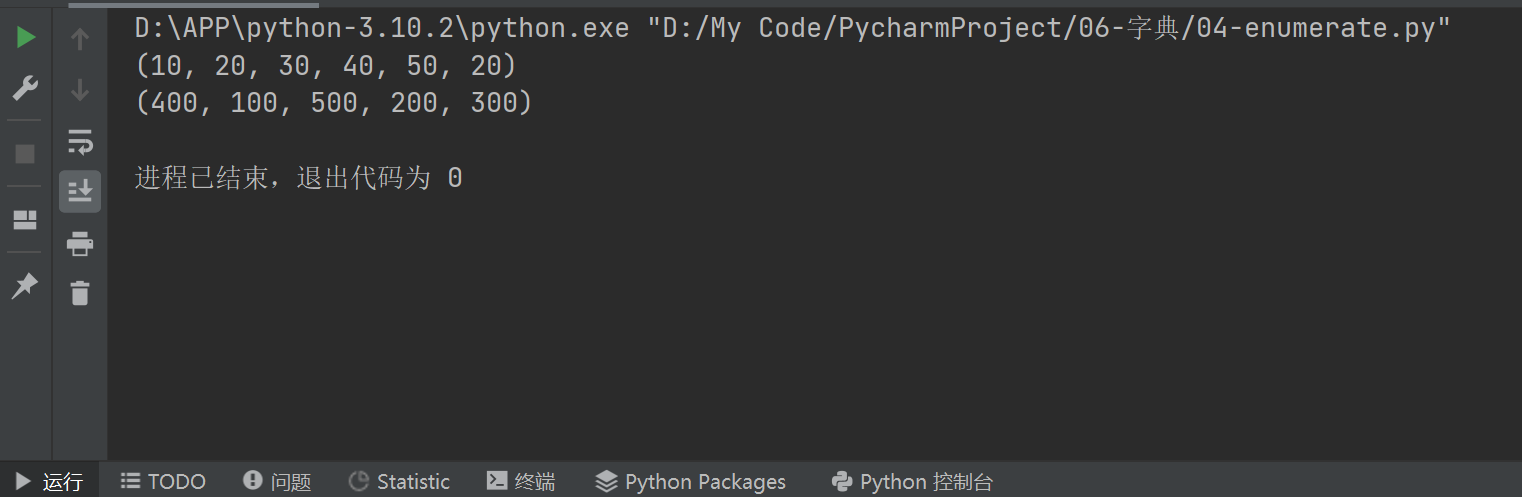 D:\APP\python-3.10.2\python.exe "D:/My Code/PycharmProject/06-字典/04-enumerate.py"
(10, 20, 30, 40, 50, 20)
(400, 100, 500, 200, 300)
进程已结束，退出代码为 0
运行 TODO 问题 Statistic 终端 Python Packages Python 控制台